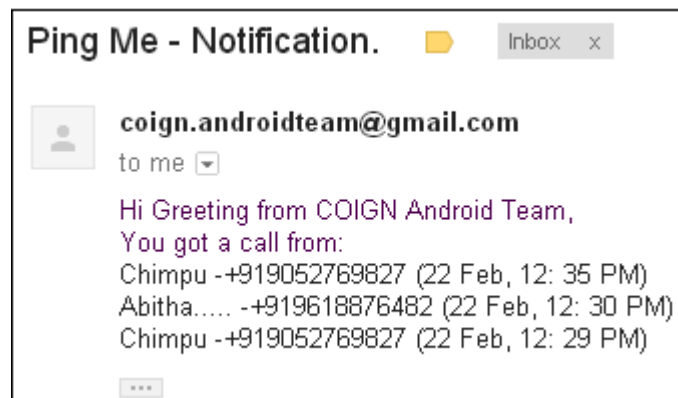 Ping Me - Notification.
Inbox x
coign.androidteam@gmail.com
to me
Hi Greeting from COIGN Android Team,
You got a call from:
Chimpu -+919052769827 (22 Feb, 12: 35 PM)
Abitha..... -+919618876482 (22 Feb, 12: 30 PM)
Chimpu -+919052769827 (22 Feb, 12: 29 PM)